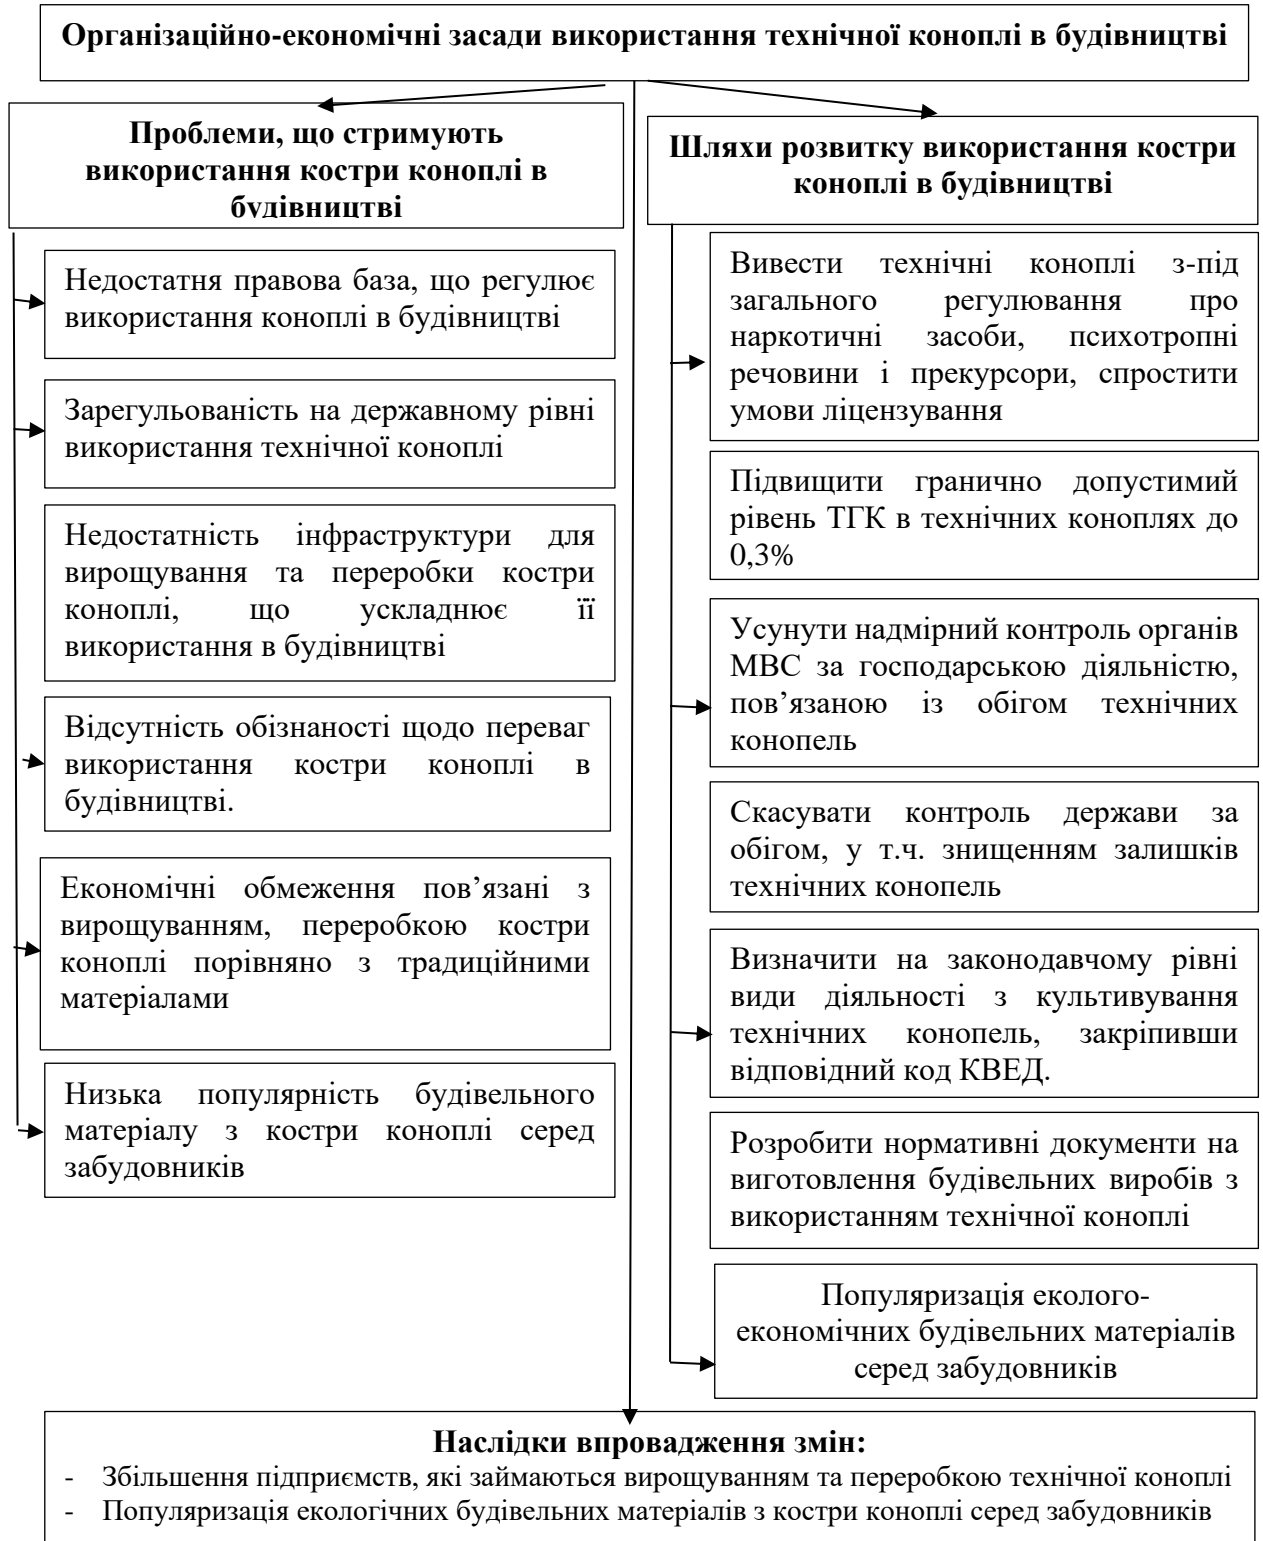 Організаційно-економічні засади використання технічної коноплі в будівництві
Проблеми, що стримують
використання костри коноплі в
будівництві
Недостатня правова база, що регулює
використання коноплі в будівництві
Зарегульованість на державному рівні
використання технічної коноплі
Недостатність інфраструктури для
вирощування та переробки костри
коноплі, що ускладнює її
використання в будівництві
Відсутність обізнаності щодо переваг
використання костри коноплі в
будівництві.
Економічні обмеження пов’язані з
вирощуванням, переробкою костри
коноплі порівняно з традиційними
матеріалами
Низька популярність будівельного
матеріалу з костри коноплі серед
забудовників
Шляхи розвитку використання костри
коноплі в будівництві
Вивести технічні коноплі з-під
загального регулювання про
наркотичні засоби, психотропні
речовини і прекурсори, спростити
умови ліцензування
Підвищити гранично допустимий
рівень ТГК в технічних коноплях до
0,3%
Усунути надмірний контроль органів
МВС за господарською діяльністю,
пов’язаною із обігом технічних
конопель
Скасувати контроль держави за
обігом, у т.ч. знищенням залишків
технічних конопель
Визначити на законодавчому рівні
види діяльності з культивування
технічних конопель, закріпивши
відповідний код КВЕД.
Розробити нормативні документи на
виготовлення будівельних виробів з
використанням технічної коноплі
Популяризація еколого-
економічних будівельних матеріалів
серед забудовників
Наслідки впровадження змін:
- Збільшення підприємств, які займаються вирощуванням та переробкою технічної коноплі
- Популяризація екологічних будівельних матеріалів з костри коноплі серед забудовників